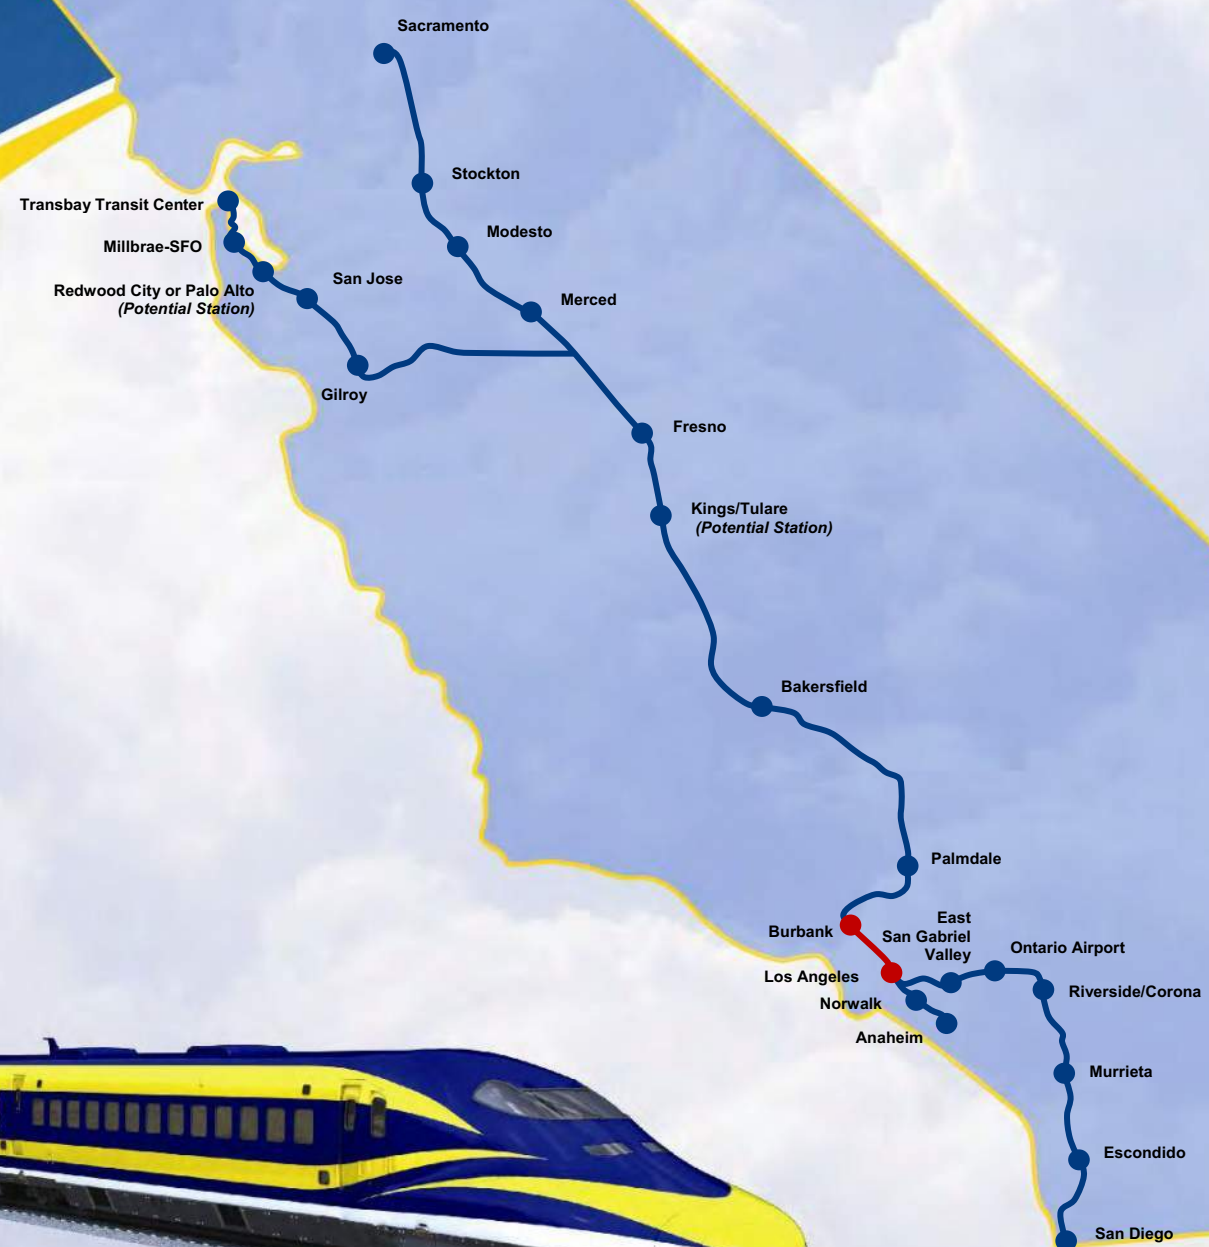 Sacramento
Stockton
Transbay Transit Center
Modesto
Millbrae-SFO
San Jose
Redwood City or Palo Alto
(Potential Station)
Merced
Gilroy
Fresno
Kings/Tulare
(Potential Station)
Bakersfield
Palmdale
Burbank
East
San Gabriel
Valley
Ontario Airport
Los Angeles
Riverside/Corona
Norwalk
Anaheim
Murrieta
Escondido
San Diego